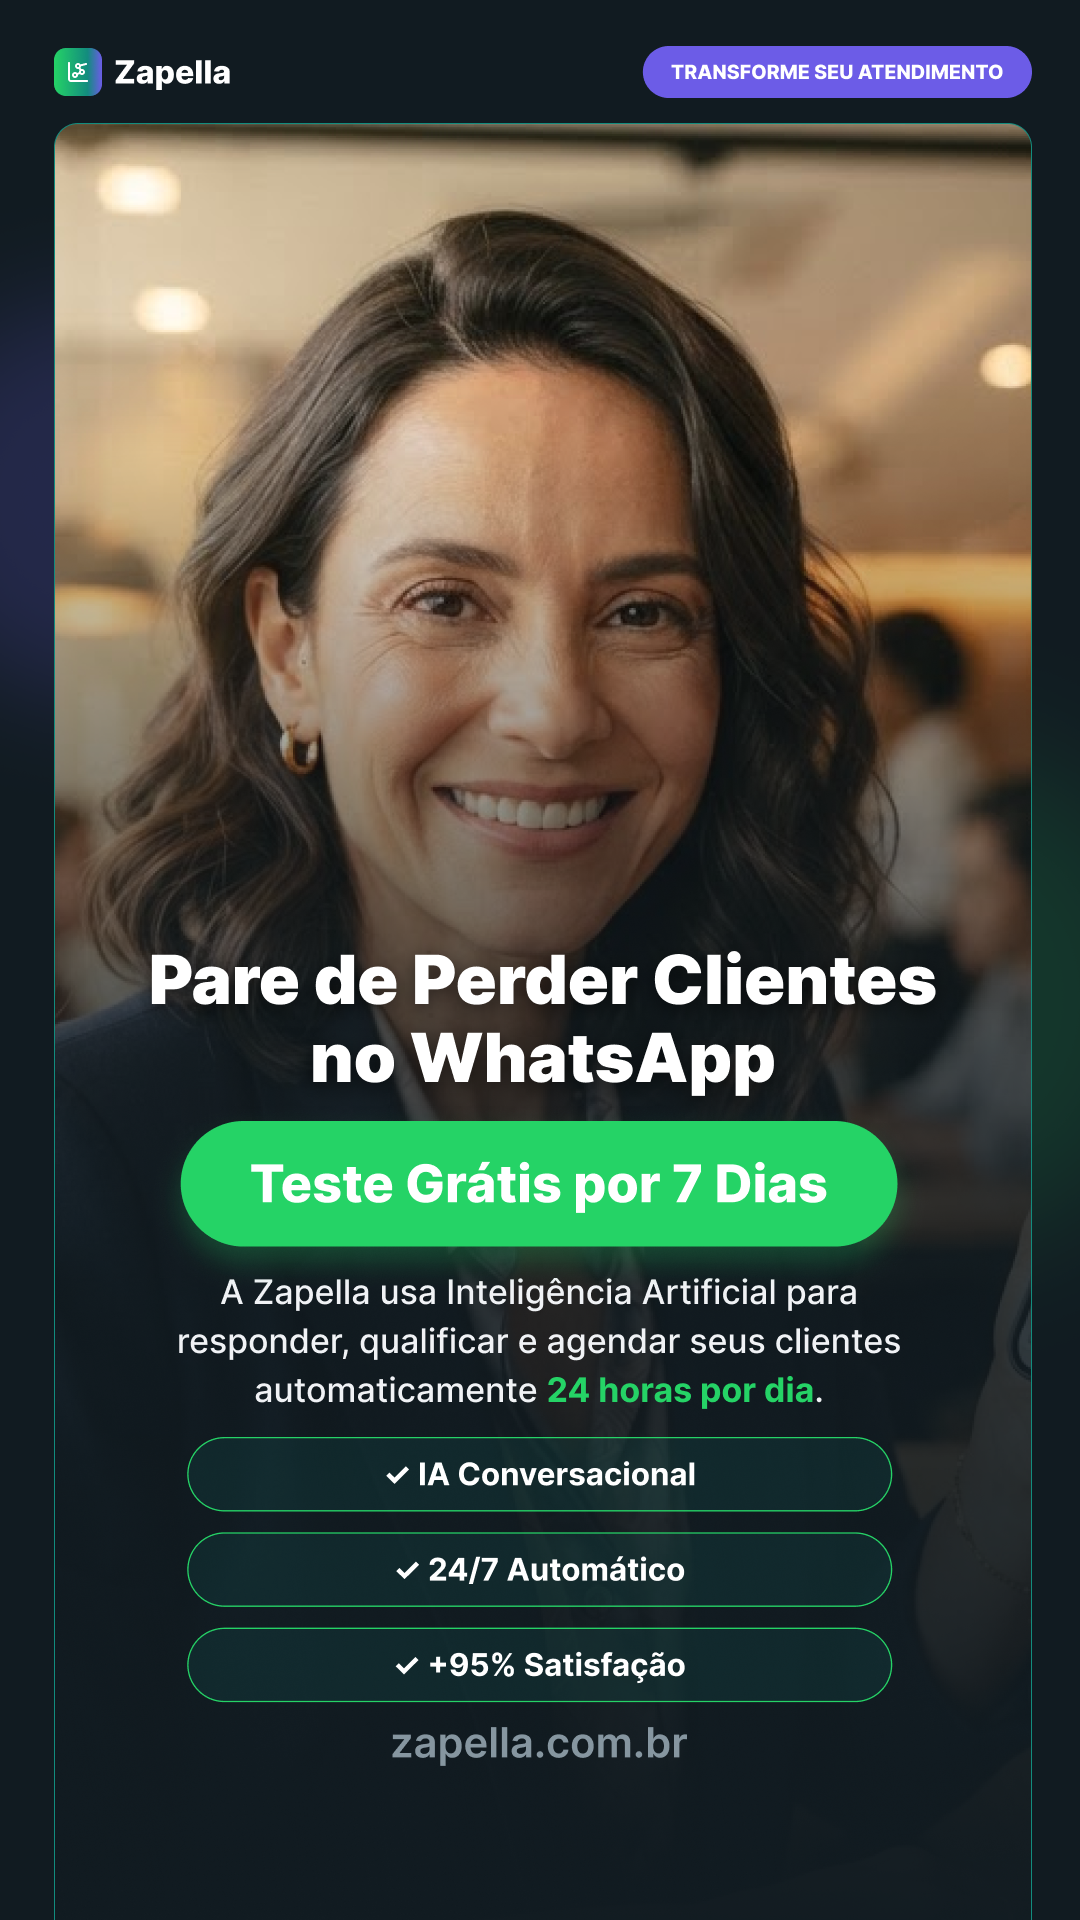 Zapella
TRANSFORME SEU ATENDIMENTO
Pare de Perder Clientes
no WhatsApp
Teste Grátis por 7 Dias
A Zapella usa Inteligência Artificial para
responder, qualificar e agendar seus clientes
automaticamente 24 horas por dia.
✓ IA Conversacional
✓ 24/7 Automático
✓ +95% Satisfação
zapella.com.br